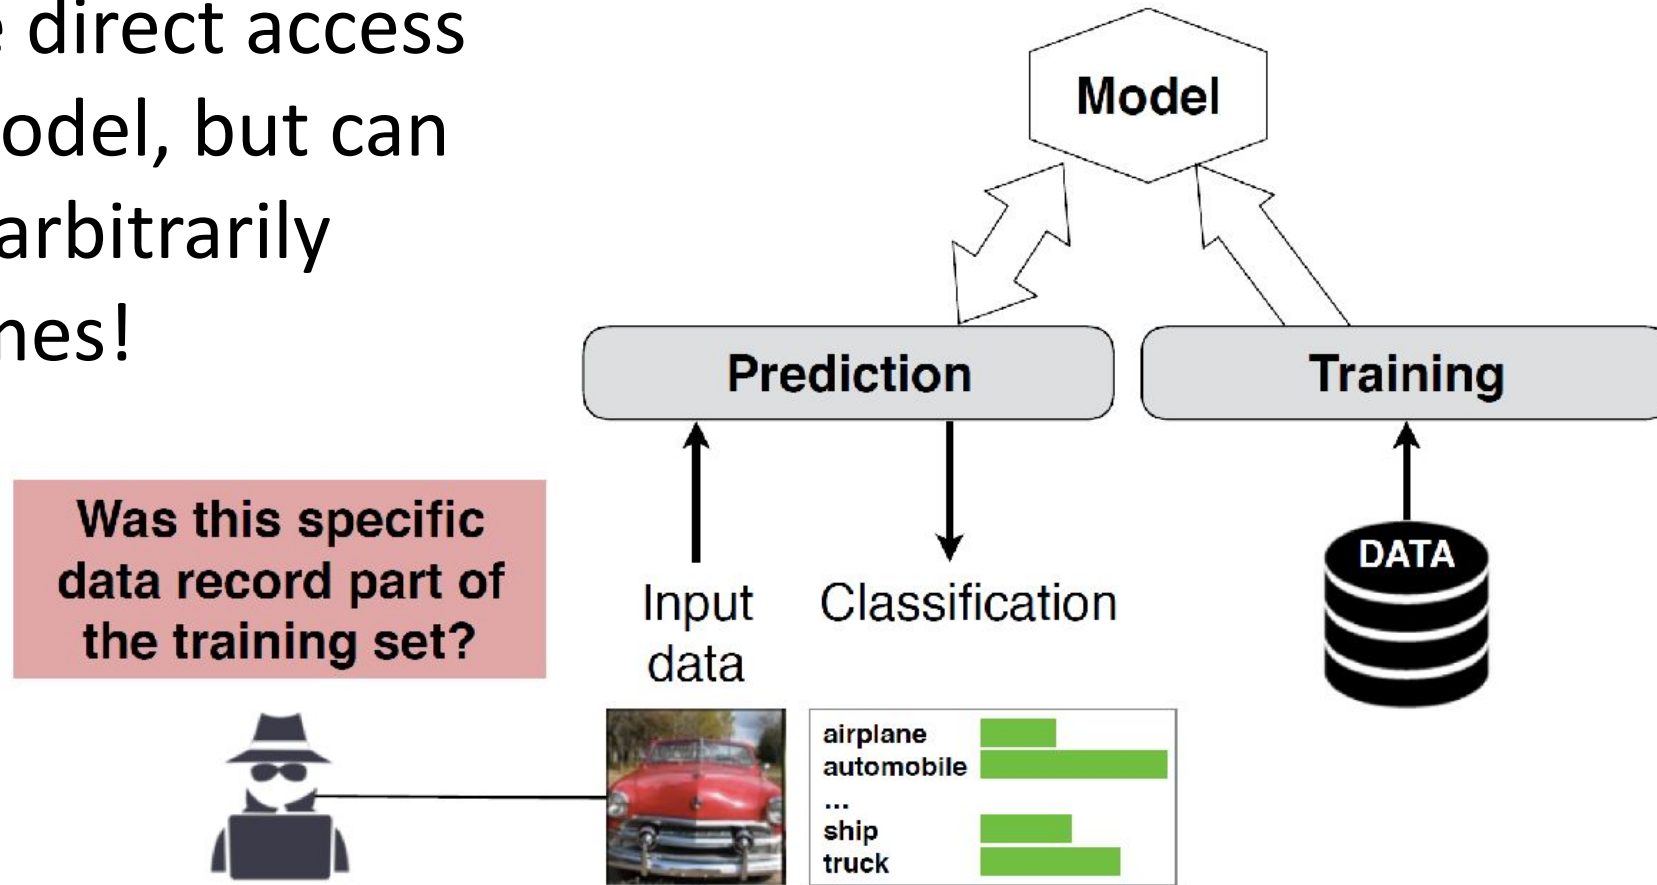 e direct access
odel, but can
arbitrarily
nes!
Model
Prediction
Training
Was this specific
data record part of
the training set?
Input
data
Classification
DATA
airplane
automobile
...
ship
truck